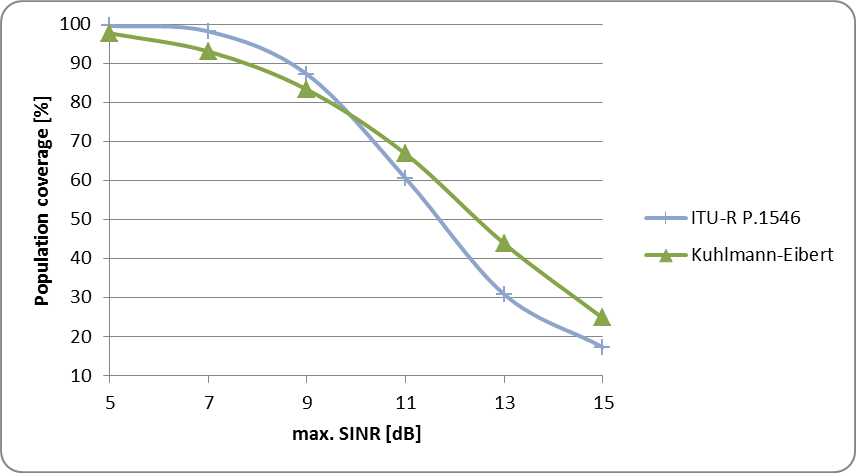 Population coverage [%]
100
90
80
70
60
50
40
30
20
10
5 7 9 11 13 15
max. SINR [dB]
ITU-R P.1546
Kuhlmann-Eibert